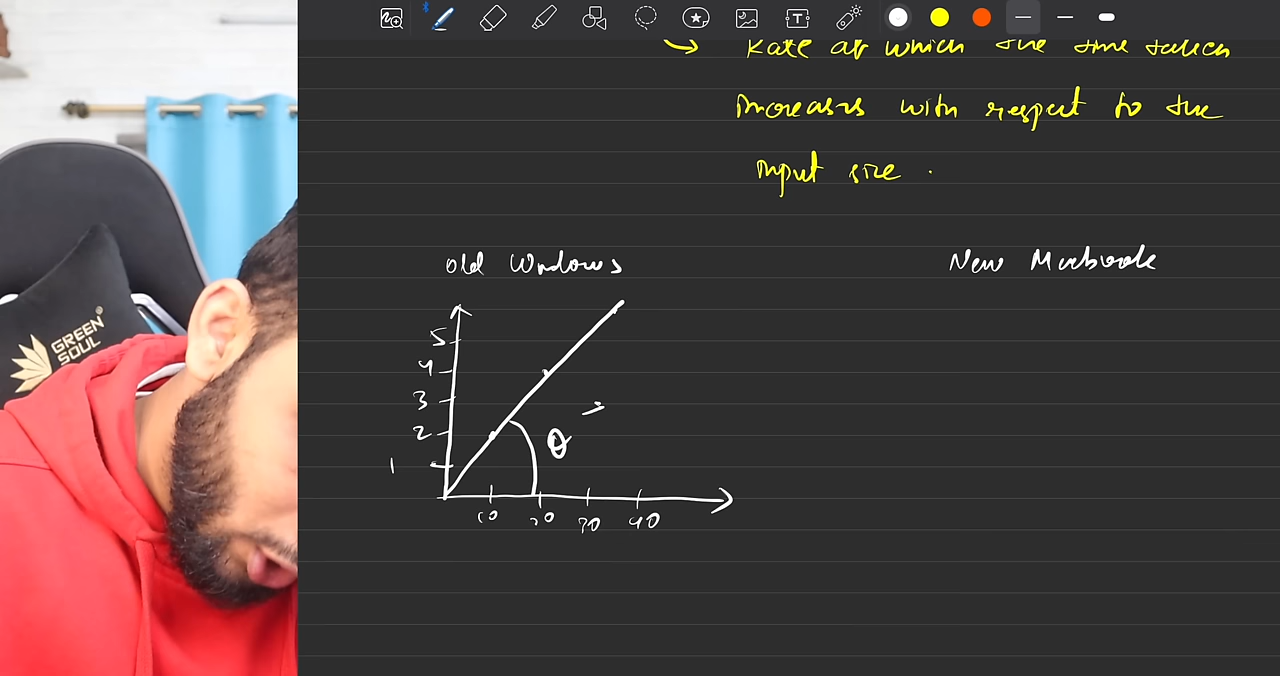 Rate at which the time taken
increases with respect to the
input size.
Old Windows
New Macbook
5
4
3
2
1
θ
10 20 30 40
GREEN
SOUL